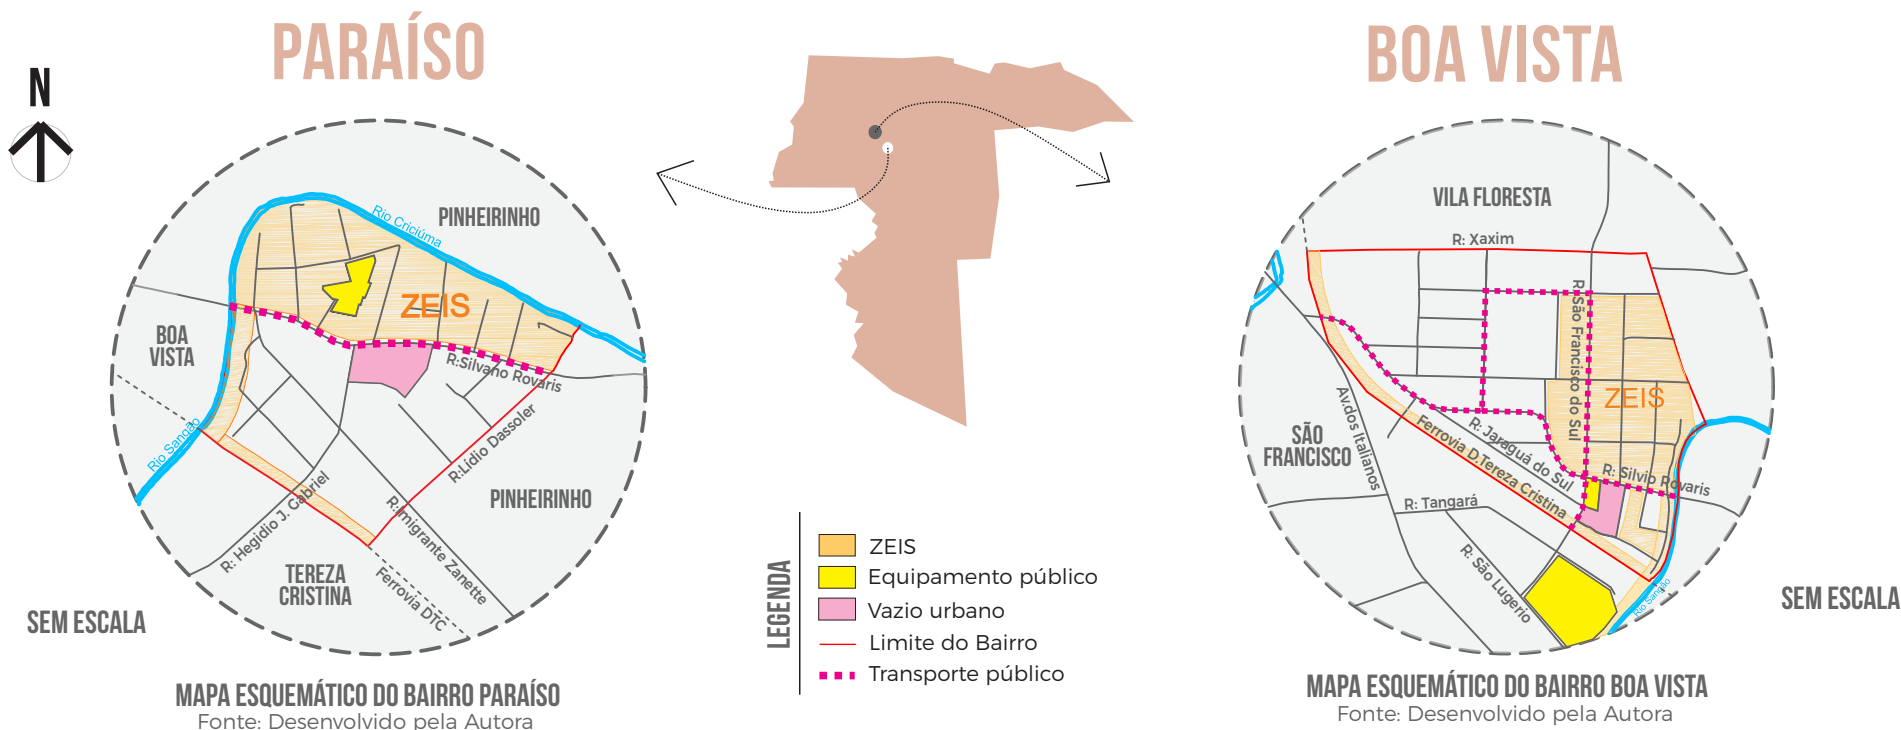 PARAÍSO
N
PINHEIRINHO
Rio Criciúma
ZEIS
BOA
VISTA
R:Silvano Rovaris
Rio Sangão
R:Lídio Dassoler
PINHEIRINHO
R: Hegidio J. Gabriel
R: Imigrante Zanette
TEREZA
CRISTINA
Ferrovia DTC
SEM ESCALA
MAPA ESQUEMÁTICO DO BAIRRO PARAÍSO
Fonte: Desenvolvido pela Autora
LEGENDA
ZEIS
Equipamento público
Vazio urbano
Limite do Bairro
Transporte público
BOA VISTA
VILA FLORESTA
R: Xaxim
R:São Francisco do Sul
ZEIS
Av.dos Italianos
SÃO
FRANCISCO
R: Jaraguá do Sul
Ferrovia D.Tereza Cristina
R: Silvio Rovaris
R: Tangará
R: São Lugerio
Rio Sangão
SEM ESCALA
MAPA ESQUEMÁTICO DO BAIRRO BOA VISTA
Fonte: Desenvolvido pela Autora